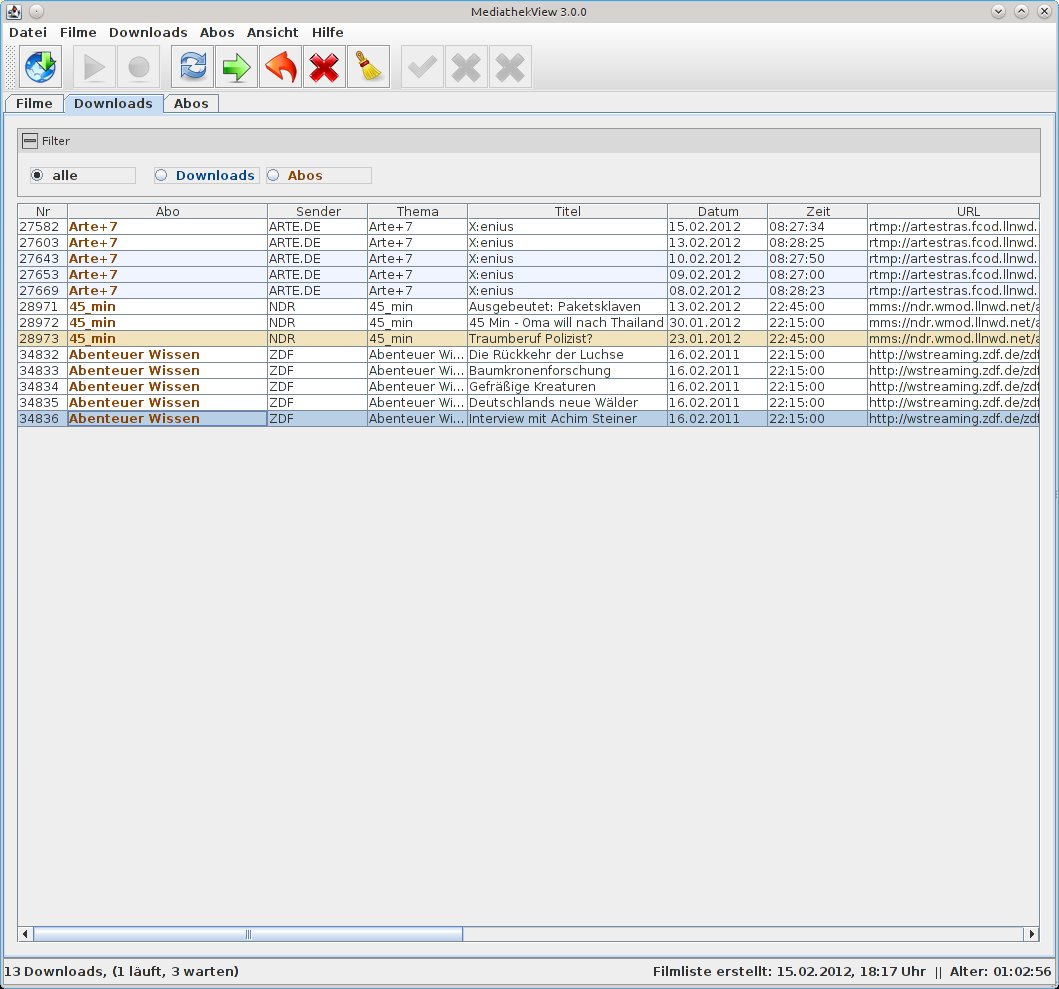 MediathekView 3.0.0
Datei Filme Downloads Abos Ansicht Hilfe
Filme Downloads Abos
Filter
alle Downloads Abos
Nr Abo Sender Thema Titel Datum Zeit URL
27582 Arte+7 ARTE.DE Arte+7 X:enius 15.02.2012 08:27:34 rtmp://artestras.fcod.llnwd.
27603 Arte+7 ARTE.DE Arte+7 X:enius 13.02.2012 08:28:25 rtmp://artestras.fcod.llnwd.
27643 Arte+7 ARTE.DE Arte+7 X:enius 10.02.2012 08:27:50 rtmp://artestras.fcod.llnwd.
27653 Arte+7 ARTE.DE Arte+7 X:enius 09.02.2012 08:27:00 rtmp://artestras.fcod.llnwd.
27669 Arte+7 ARTE.DE Arte+7 X:enius 08.02.2012 08:28:23 rtmp://artestras.fcod.llnwd.
28971 45_min NDR 45_min Ausgebeutet: Paketsklaven 13.02.2012 22:45:00 mms://ndr.wmod.llnwd.net/a
28972 45_min NDR 45_min 45 Min - Oma will nach Thailand 30.01.2012 22:15:00 mms://ndr.wmod.llnwd.net/a
28973 45_min NDR 45_min Traumberuf Polizist? 23.01.2012 22:45:00 mms://ndr.wmod.llnwd.net/a
34832 Abenteuer Wissen ZDF Abenteuer Wi... Die Rückkehr der Luchse 16.02.2011 22:15:00 http://wstreaming.zdf.de/zdf
34833 Abenteuer Wissen ZDF Abenteuer Wi... Baumkronenforschung 16.02.2011 22:15:00 http://wstreaming.zdf.de/zdf
34834 Abenteuer Wissen ZDF Abenteuer Wi... Gefräßige Kreaturen 16.02.2011 22:15:00 http://wstreaming.zdf.de/zdf
34835 Abenteuer Wissen ZDF Abenteuer Wi... Deutschlands neue Wälder 16.02.2011 22:15:00 http://wstreaming.zdf.de/zdf
34836 Abenteuer Wissen ZDF Abenteuer Wi... Interview mit Achim Steiner 16.02.2011 22:15:00 http://wstreaming.zdf.de/zdf
13 Downloads, (1 läuft, 3 warten) Filmliste erstellt: 15.02.2012, 18:17 Uhr || Alter: 01:02:56